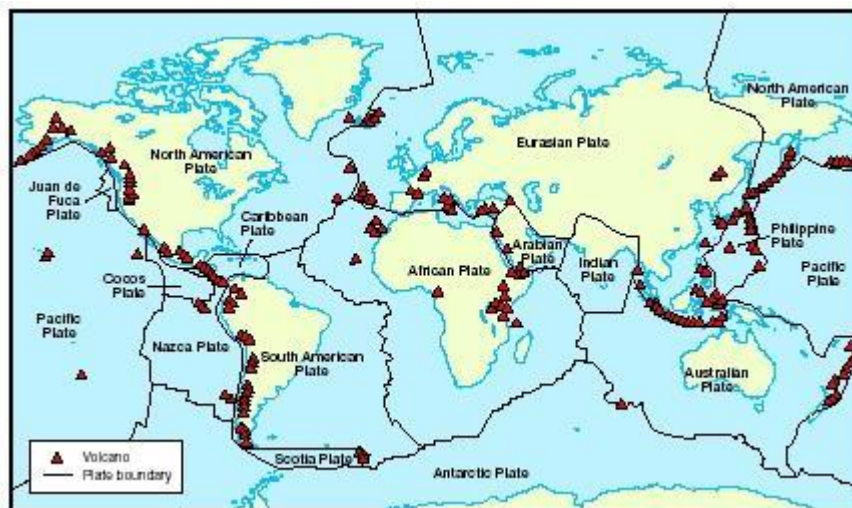 North American
Plate
Eurasian Plate
North American
Plate
Juan de
Fuca
Plate
Caribbean
Plate
Philippine
Plate
Arabian
Plate
Indian
Plate
African Plate
Cocos
Plate
Pacific
Plate
Pacific
Plate
Nazca Plate
South American
Plate
Australian
Plate
Volcano
Plate boundary
Scotia Plate
Antarctic Plate